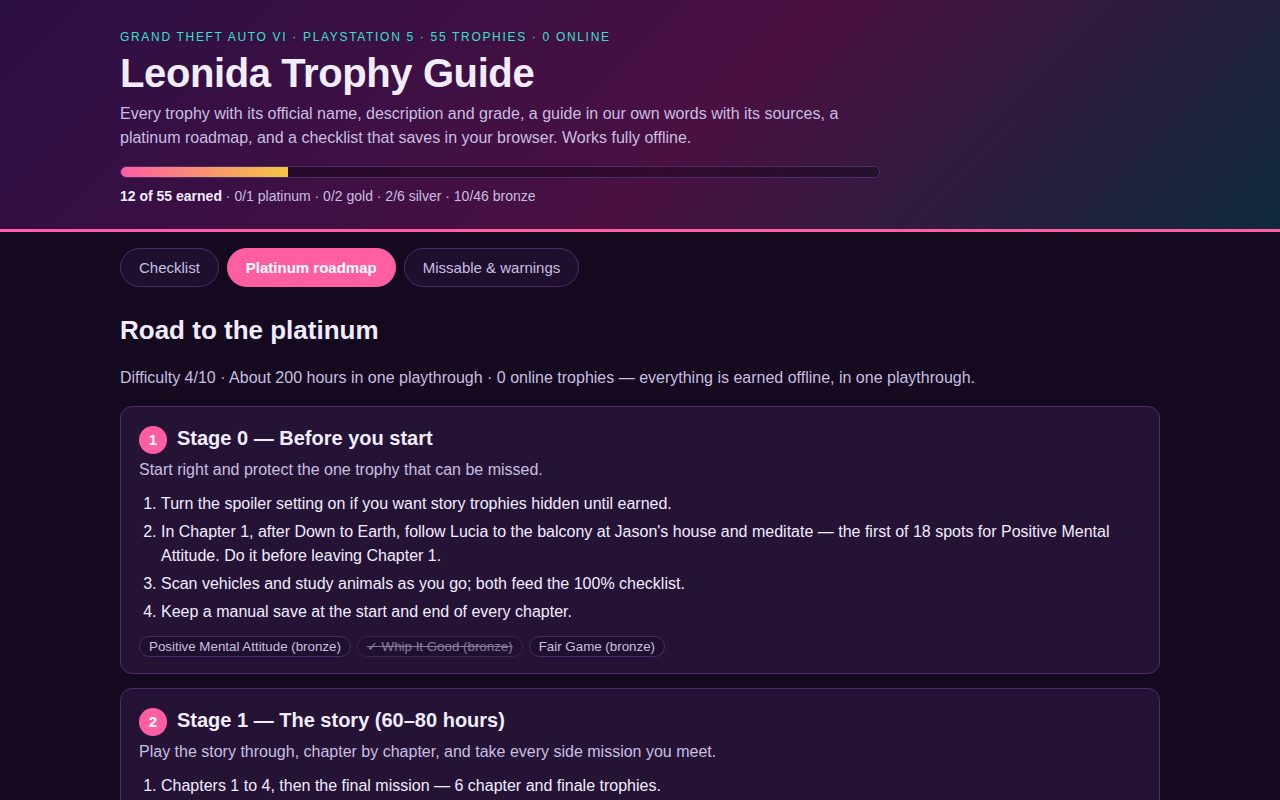 GRAND THEFT AUTO VI · PLAYSTATION 5 · 55 TROPHIES · 0 ONLINE
Leonida Trophy Guide
Every trophy with its official name, description and grade, a guide in our own words with its sources, a
platinum roadmap, and a checklist that saves in your browser. Works fully offline.
12 of 55 earned · 0/1 platinum · 0/2 gold · 2/6 silver · 10/46 bronze
Checklist
Platinum roadmap
Missable & warnings
Road to the platinum
Difficulty 4/10 · About 200 hours in one playthrough · 0 online trophies — everything is earned offline, in one playthrough.
1 Stage 0 — Before you start
Start right and protect the one trophy that can be missed.
1. Turn the spoiler setting on if you want story trophies hidden until earned.
2. In Chapter 1, after Down to Earth, follow Lucia to the balcony at Jason's house and meditate — the first of 18 spots for Positive Mental
Attitude. Do it before leaving Chapter 1.
3. Scan vehicles and study animals as you go; both feed the 100% checklist.
4. Keep a manual save at the start and end of every chapter.
Positive Mental Attitude (bronze)
✓ Whip It Good (bronze)
Fair Game (bronze)
2 Stage 1 — The story (60–80 hours)
Play the story through, chapter by chapter, and take every side mission you meet.
1. Chapters 1 to 4, then the final mission — 6 chapter and finale trophies.